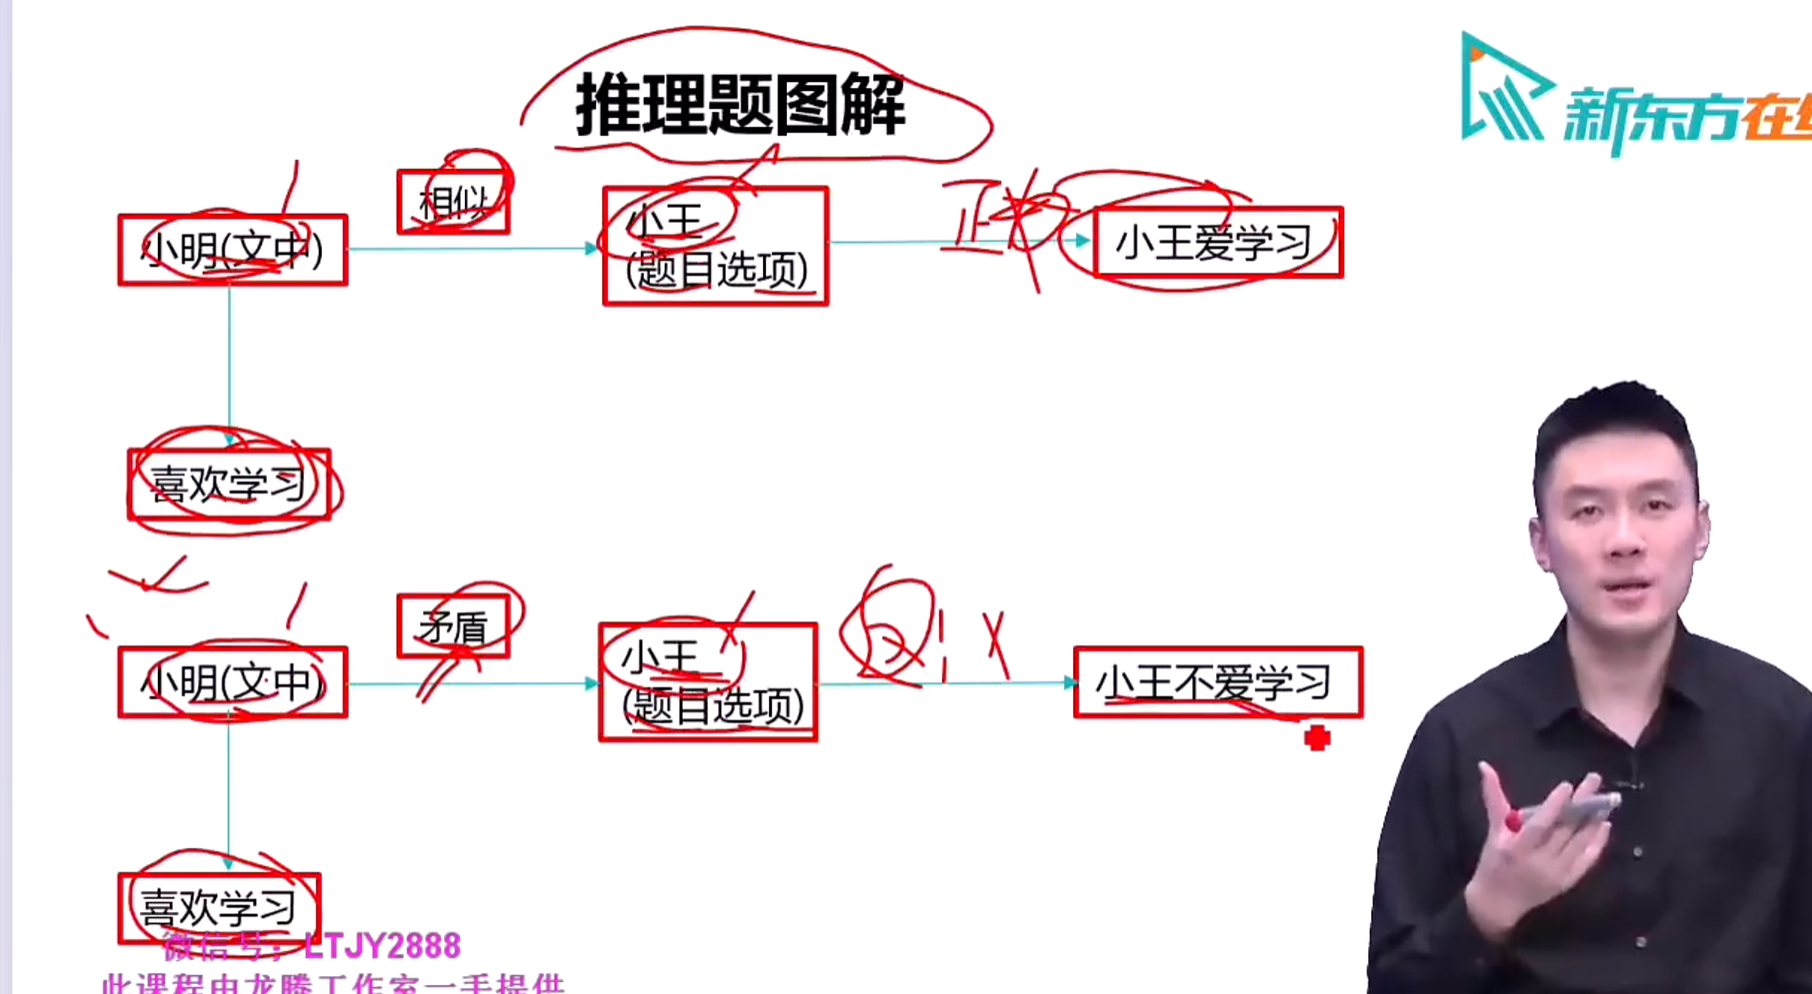 推理题图解
新东方在线
相似
小明(文中)
小王
(题目选项)
正
小王爱学习
喜欢学习
矛盾
小明(文中)
小王
(题目选项)
反
小王不爱学习
喜欢学习
微信号：LTJY2888
此课程由龙腾工作室一手提供